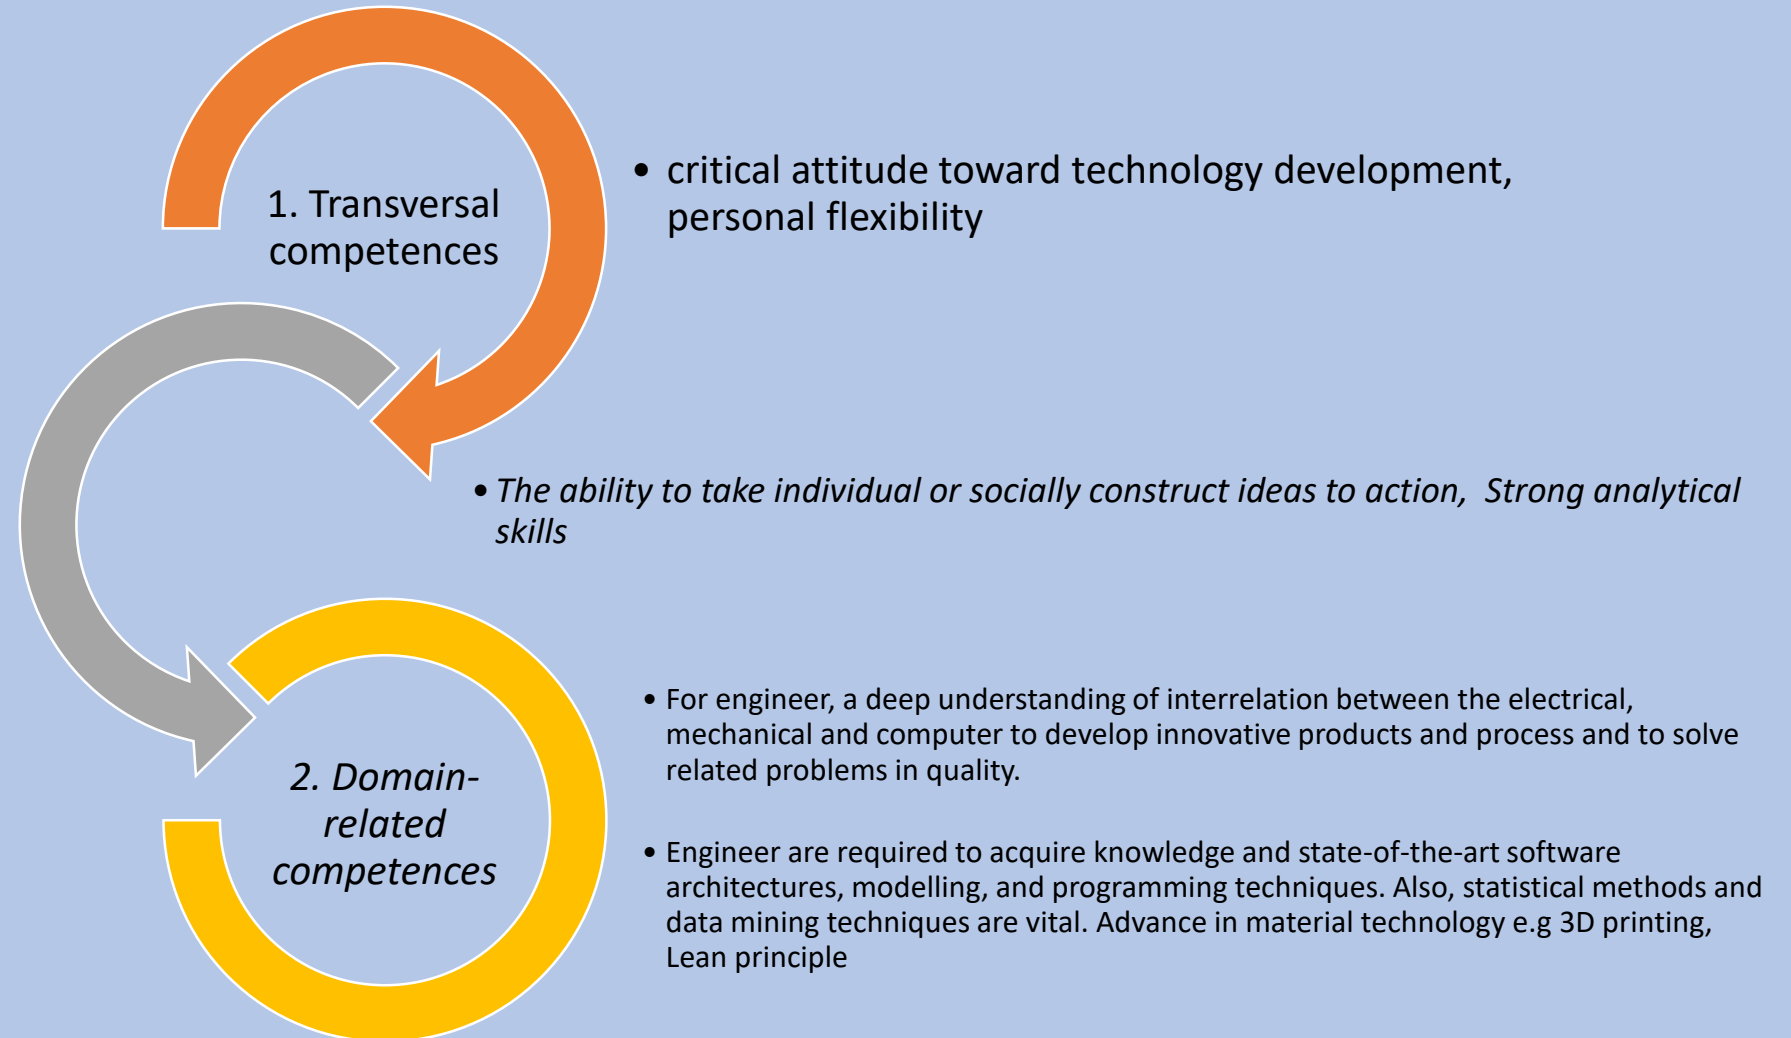 1. Transversal
competences
• critical attitude toward technology development,
personal flexibility
• The ability to take individual or socially construct ideas to action, Strong analytical
skills
2. Domain-
related
competences
• For engineer, a deep understanding of interrelation between the electrical,
mechanical and computer to develop innovative products and process and to solve
related problems in quality.
• Engineer are required to acquire knowledge and state-of-the-art software
architectures, modelling, and programming techniques. Also, statistical methods and
data mining techniques are vital. Advance in material technology e.g 3D printing,
Lean principle